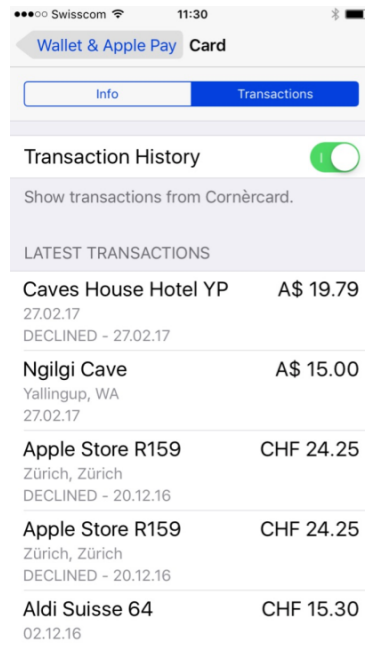 Swisscom 11:30
Wallet & Apple Pay Card
Info Transactions
Transaction History
Show transactions from Cornèrcard.
LATEST TRANSACTIONS
Caves House Hotel YP A$ 19.79
27.02.17
DECLINED - 27.02.17
Ngilgi Cave A$ 15.00
Yallingup, WA
27.02.17
Apple Store R159 CHF 24.25
Zürich, Zürich
DECLINED - 20.12.16
Apple Store R159 CHF 24.25
Zürich, Zürich
DECLINED - 20.12.16
Aldi Suisse 64 CHF 15.30
02.12.16